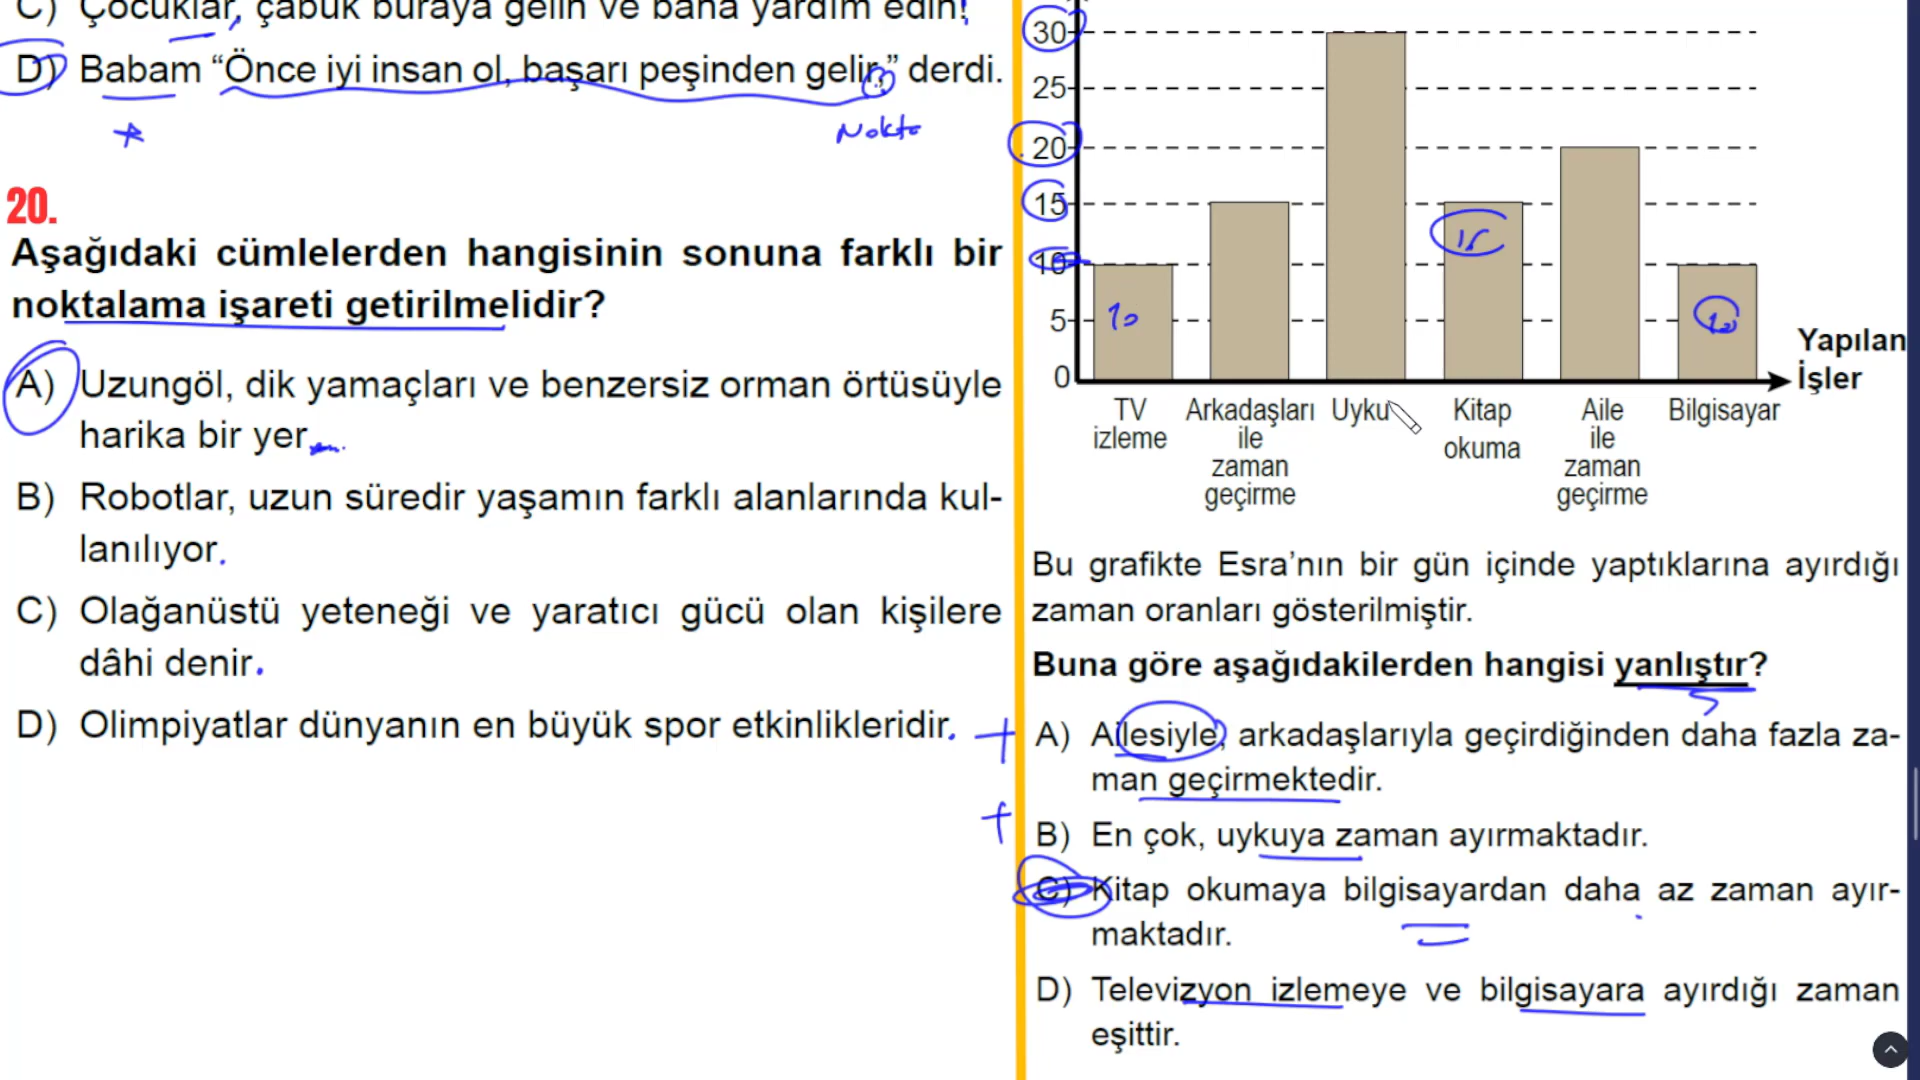 C) Çocuklar, çabuk buraya gelin ve bana yardım edin!
D) Babam “Önce iyi insan ol, başarı peşinden gelir.” derdi.
Nokta
20.
Aşağıdaki cümlelerden hangisinin sonuna farklı bir
noktalama işareti getirilmelidir?
A) Uzungöl, dik yamaçları ve benzersiz orman örtüsüyle
harika bir yer
B) Robotlar, uzun süredir yaşamın farklı alanlarında kul-
lanılıyor.
C) Olağanüstü yeteneği ve yaratıcı gücü olan kişilere
dâhi denir.
D) Olimpiyatlar dünyanın en büyük spor etkinlikleridir.
30
25
20
15
10
5
0
10
15
10
Yapılan
İşler
TV
izleme
Arkadaşları
ile
zaman
geçirme
Uyku
Kitap
okuma
Aile
ile
zaman
geçirme
Bilgisayar
Bu grafikte Esra’nın bir gün içinde yaptıklarına ayırdığı
zaman oranları gösterilmiştir.
Buna göre aşağıdakilerden hangisi yanlıştır?
A) Ailesiyle, arkadaşlarıyla geçirdiğinden daha fazla za-
man geçirmektedir.
B) En çok, uykuya zaman ayırmaktadır.
C) Kitap okumaya bilgisayardan daha az zaman ayır-
maktadır.
D) Televizyon izlemeye ve bilgisayara ayırdığı zaman
eşittir.